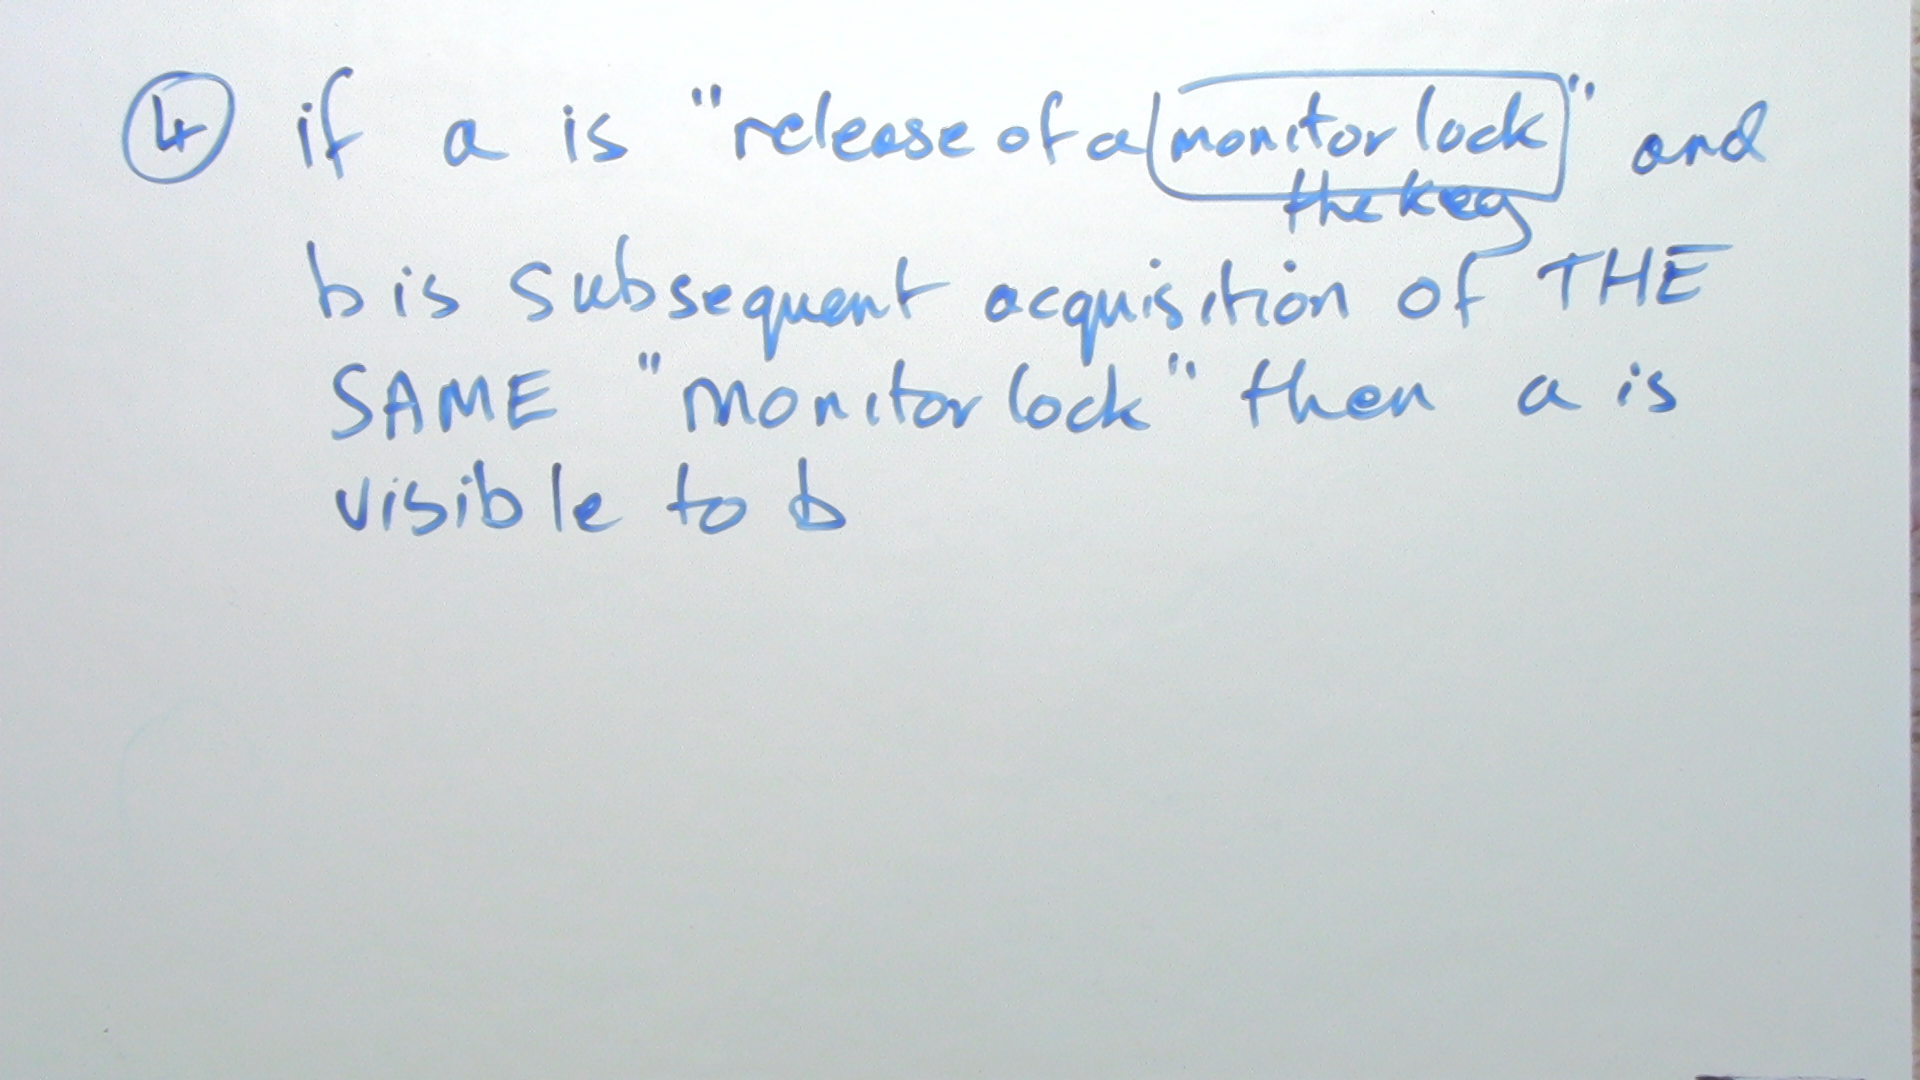 ④ if a is "release of a monitor lock" and
the key
b is subsequent acquisition of THE
SAME "monitor lock" then a is
visible to b